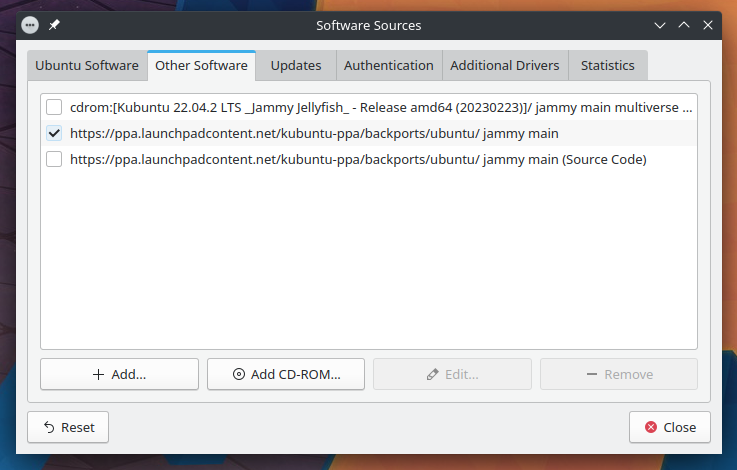 Software Sources
Ubuntu Software Other Software Updates Authentication Additional Drivers Statistics
cdrom:[Kubuntu 22.04.2 LTS _Jammy Jellyfish_ - Release amd64 (20230223)]/ jammy main multiverse ...
https://ppa.launchpadcontent.net/kubuntu-ppa/backports/ubuntu/ jammy main
https://ppa.launchpadcontent.net/kubuntu-ppa/backports/ubuntu/ jammy main (Source Code)
Add... Add CD-ROM... Edit... Remove
Reset Close